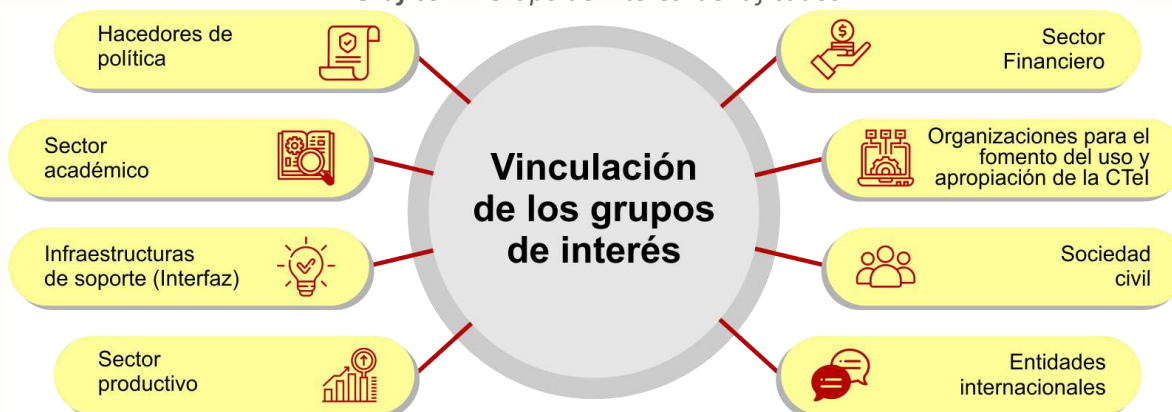 Hacedores de
política
Sector
académico
Infraestructuras
de soporte (Interfaz)
Sector
productivo
Vinculación
de los grupos
de interés
Sector
Financiero
Organizaciones para el
fomento del uso y
apropiación de la CTeI
Sociedad
civil
Entidades
internacionales